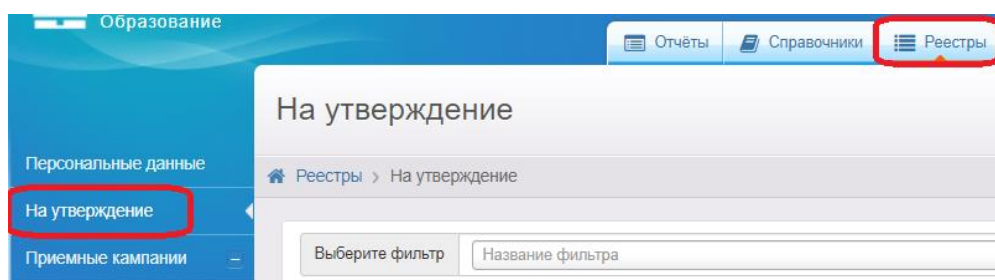 Образование
Отчёты
Справочники
Реестры
На утверждение
Персональные данные
Реестры > На утверждение
На утверждение
Выберите фильтр
Название фильтра
Приемные кампании